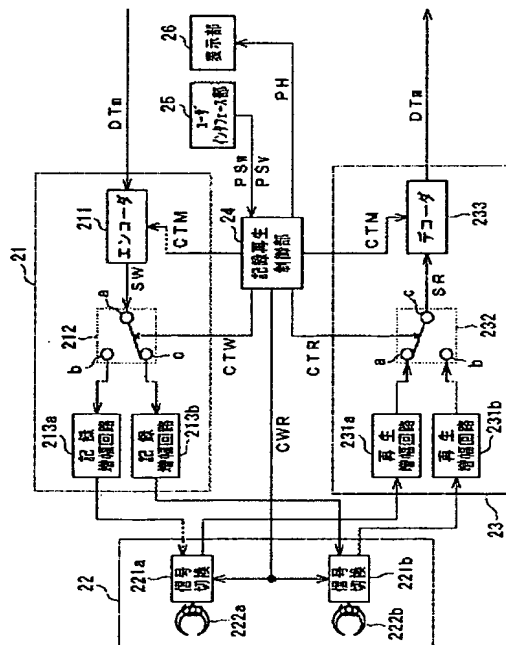 DTm
21
211
エンコーダ
SW
a
212
b
c
213a
記録
増幅回路
記録
増幅回路
213b
CTM
26
表示部
25
ユーザ
インタフェース部
PSW
PSV
PH
24
記録再生
制御部
CTW
CWR
CTR
CTM
DTm
デコーダ
233
SR
c
a
b
232
231a
再生
増幅回路
再生
増幅回路
231b
23
22
221a
信号
切換
222a
信号
切換
221b
222b